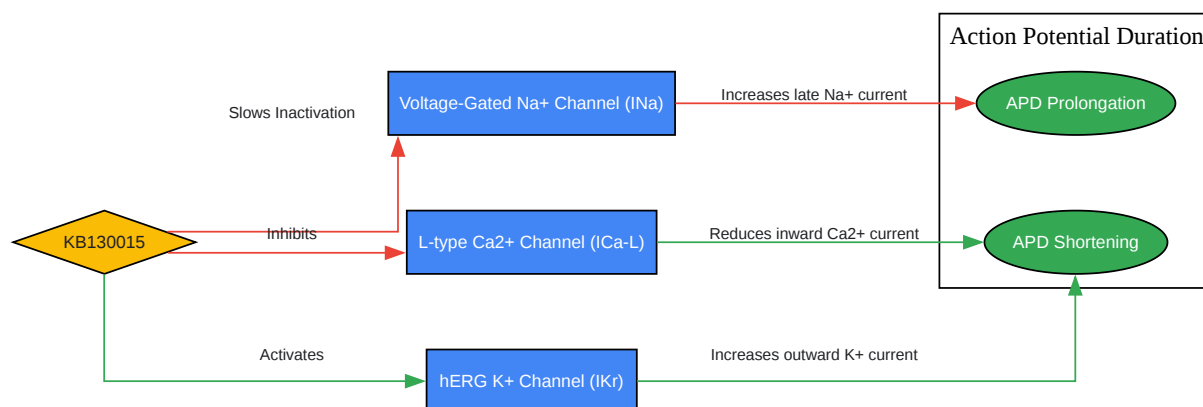 Action Potential Duration
Voltage-Gated Na+ Channel (INa)
Increases late Na+ current
APD Prolongation
Slows Inactivation
KB130015
Inhibits
L-type Ca2+ Channel (ICa-L)
Reduces inward Ca2+ current
APD Shortening
Activates
hERG K+ Channel (IKr)
Increases outward K+ current